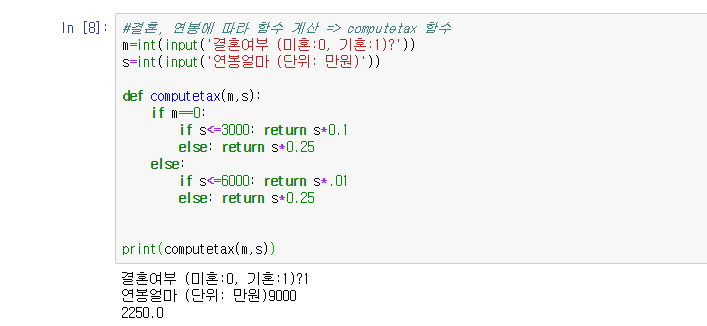 In [8]: #결혼, 연봉에 따라 함수 계산 => computetax 함수
m=int(input('결혼여부 (미혼:0, 기혼:1)?'))
s=int(input('연봉얼마 (단위: 만원)'))
def computetax(m,s):
if m==0:
if s<=3000: return s*0.1
else: return s*0.25
else:
if s<=6000: return s*.01
else: return s*0.25
print(computetax(m,s))
결혼여부 (미혼:0, 기혼:1)?1
연봉얼마 (단위: 만원)9000
2250.0